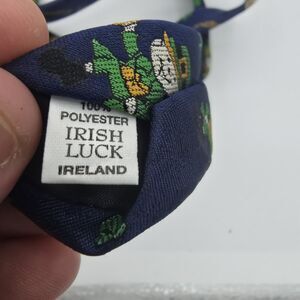 100%
POLYESTER
IRISH
LUCK
IRELAND